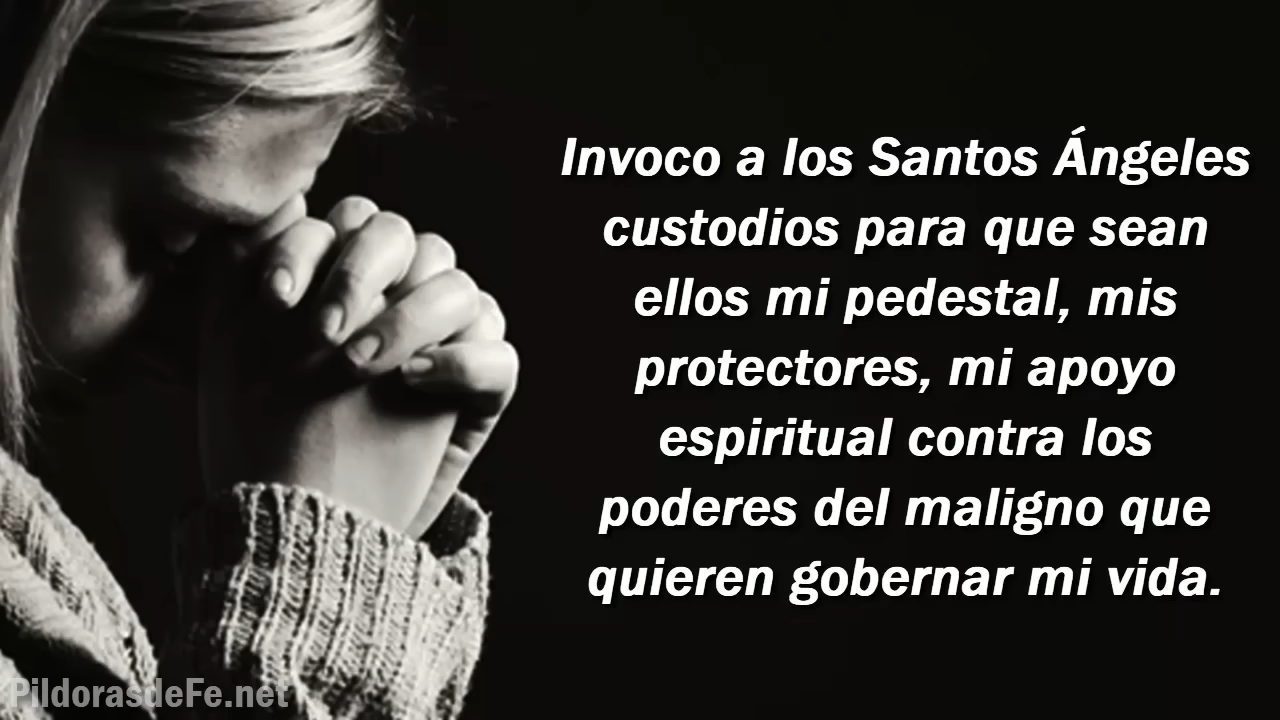 Invoco a los Santos Ángeles
custodios para que sean
ellos mi pedestal, mis
protectores, mi apoyo
espiritual contra los
poderes del maligno que
quieren gobernar mi vida.
PildorasdeFe.net